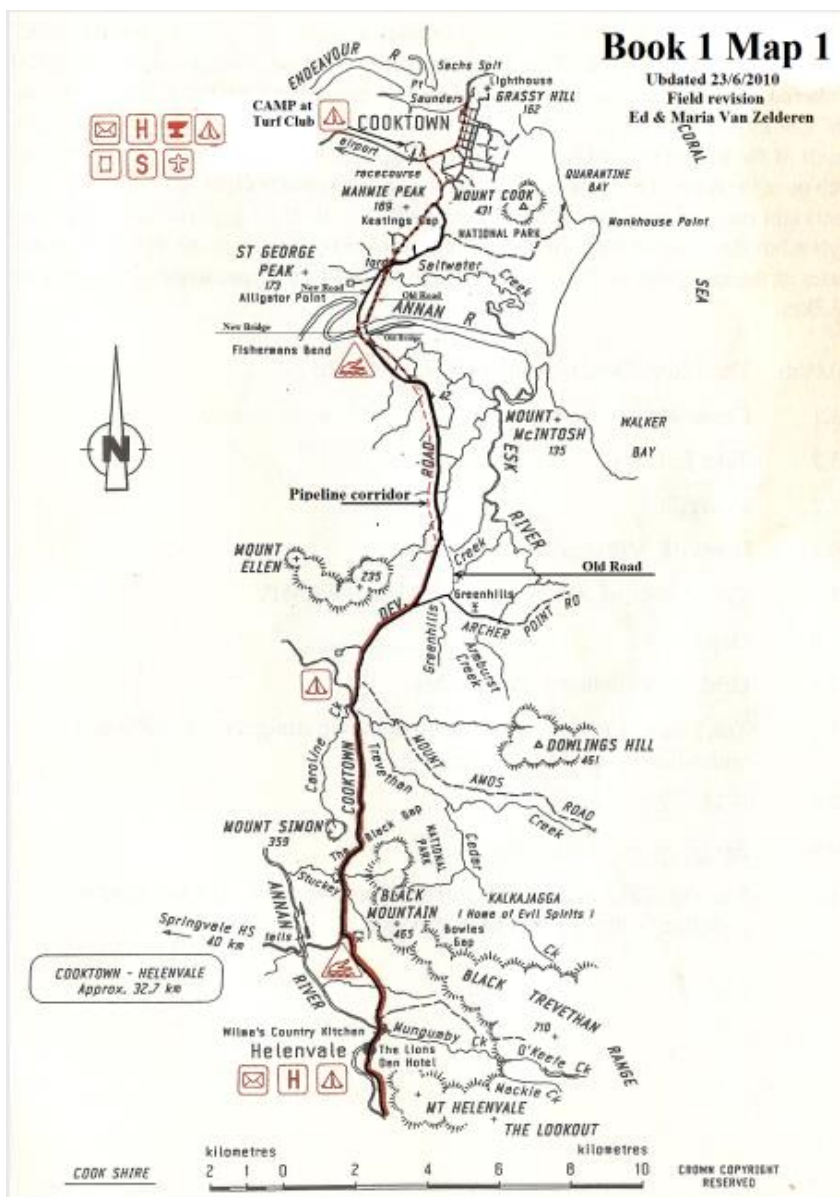 Book 1 Map 1
Ubdated 23/6/2010
Field revision
Ed & Maria Van Zelderen
ENDEAVOUR R
Sachs Spit
Lighthouse
Pt
Saunders
GRASSY HILL
162
CAMP at
Turf Club
COOKTOWN
H
S
airport
racecourse
CORAL
SEA
QUARANTINE
BAY
MAHMIE PEAK
189
MOUNT COOK
431
Keatings Gap
NATIONAL PARK
Monkhouse Point
ST GEORGE
PEAK
173
ford
Saltwater
Creek
New Road
Old Road
Alligator Point
ANNAN R
New Bridge
Old Bridge
Fishermans Bend
42
MOUNT
McINTOSH
135
WALKER
BAY
N
ROAD
ESK
RIVER
Pipeline corridor
MOUNT
ELLEN
235
Creek
Old Road
Greenhills
DEV.
Greenhills
ARCHER
POINT RD
Armburst
Creek
Caroline Ck
COOKTOWN
Trevethan
MOUNT
AMOS
ROAD
Creek
DOWLINGS HILL
461
MOUNT SIMON
359
The Black Gap
NATIONAL
PARK
Cedar
Stuckey
Ck
BLACK
MOUNTAIN
465
KALKAJAGGA
( Home of Evil Spirits )
Ck
Bowles
Gap
ANNAN
RIVER
Springvale HS
40 km
falls
COOKTOWN - HELENVALE
Approx. 32.7 km
BLACK
TREVETHAN
RANGE
710
Wilma's Country Kitchen
Mungumby Ck
Helenvale
The Lions
Den Hotel
O'Keefe Ck
Mackie Ck
H
MT HELENVALE
THE LOOKOUT
kilometres
kilometres
2 1 0 2 4 6 8 10
COOK SHIRE
CROWN COPYRIGHT
RESERVED